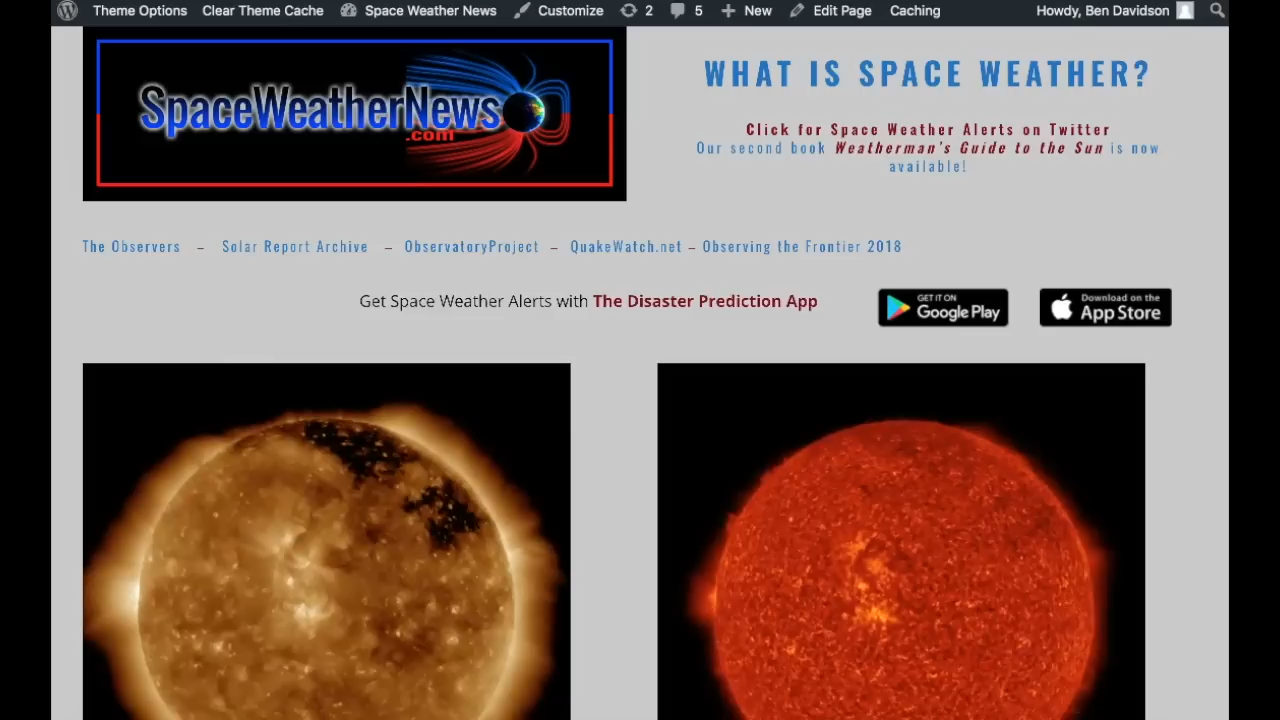 Theme Options Clear Theme Cache Space Weather News Customize 2 5 New Edit Page Caching Howdy, Ben Davidson
SpaceWeatherNews
.com
WHAT IS SPACE WEATHER?
Click for Space Weather Alerts on Twitter
Our second book Weatherman's Guide to the Sun is now
available!
The Observers – Solar Report Archive – ObservatoryProject – QuakeWatch.net – Observing the Frontier 2018
Get Space Weather Alerts with The Disaster Prediction App
GET IT ON
Google Play
Download on the
App Store